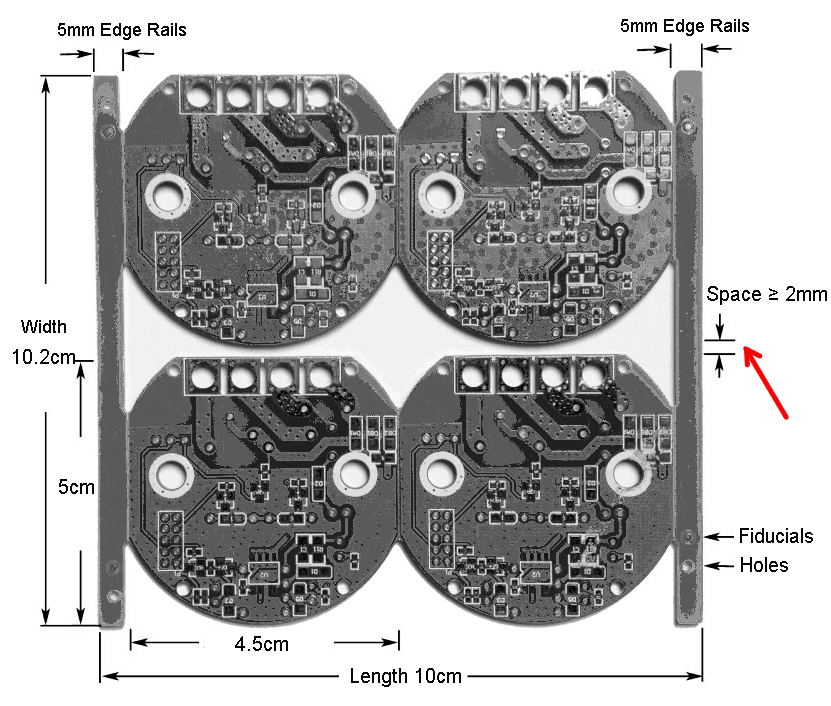 5mm Edge Rails
5mm Edge Rails
Space ≥ 2mm
Width
10.2cm
5cm
Fiducials
Holes
4.5cm
Length 10cm